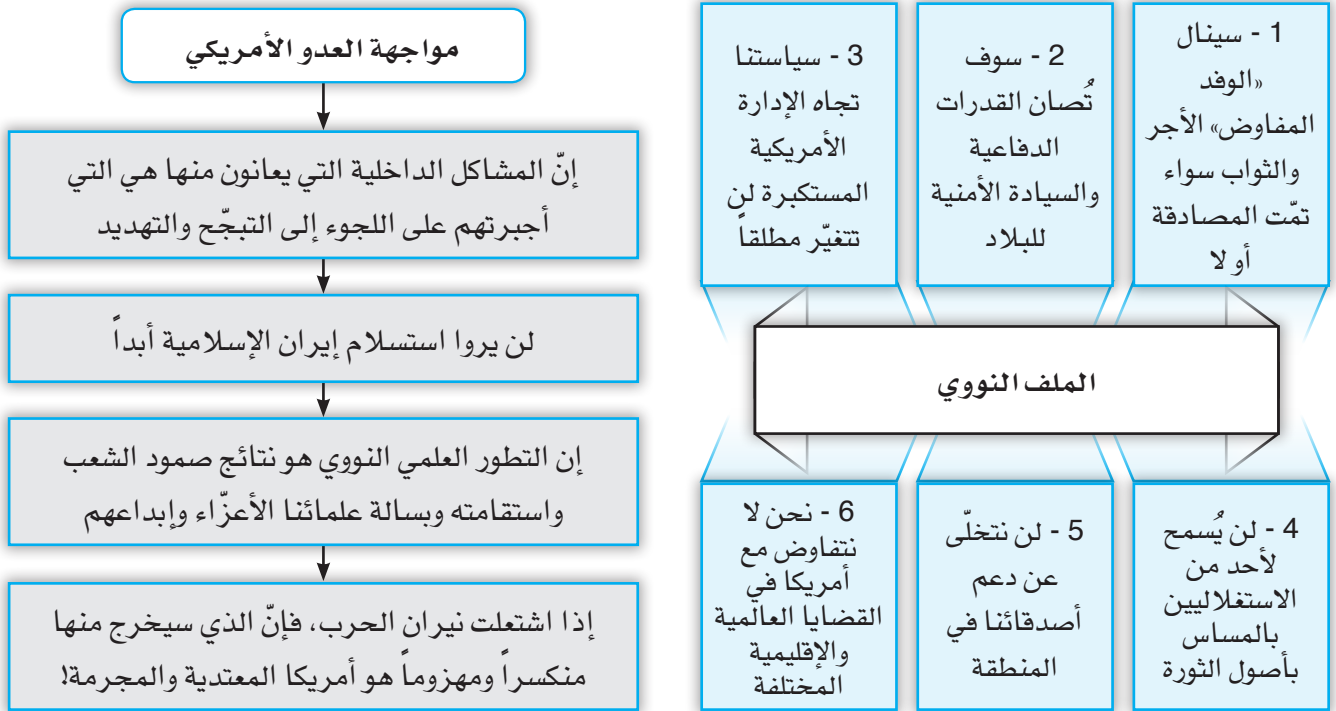 1 - سينال
«الوفد
المفاوض» الأجر
والثواب سواء
تمّت المصادقة
أو لا
2 - سوف
تُصان القدرات
الدفاعية
والسيادة الأمنية
للبلاد
3 - سياستنا
تجاه الإدارة
الأمريكية
المستكبرة لن
تتغيّر مطلقاً
الملف النووي
4 - لن يُسمح
لأحد من
الاستغلاليين
بالمساس
بأصول الثورة
5 - لن نتخلّى
عن دعم
أصدقائنا في
المنطقة
6 - نحن لا
نتفاوض مع
أمريكا في
القضايا العالمية
والإقليمية
المختلفة
مواجهة العدو الأمريكي
إنّ المشاكل الداخلية التي يعانون منها هي التي
أجبرتهم على اللجوء إلى التبجّح والتهديد
لن يروا استسلام إيران الإسلامية أبداً
إن التطور العلمي النووي هو نتائج صمود الشعب
واستقامته وبسالة علمائنا الأعزّاء وإبداعهم
إذا اشتعلت نيران الحرب، فإنّ الذي سيخرج منها
منكسراً ومهزوماً هو أمريكا المعتدية والمجرمة!